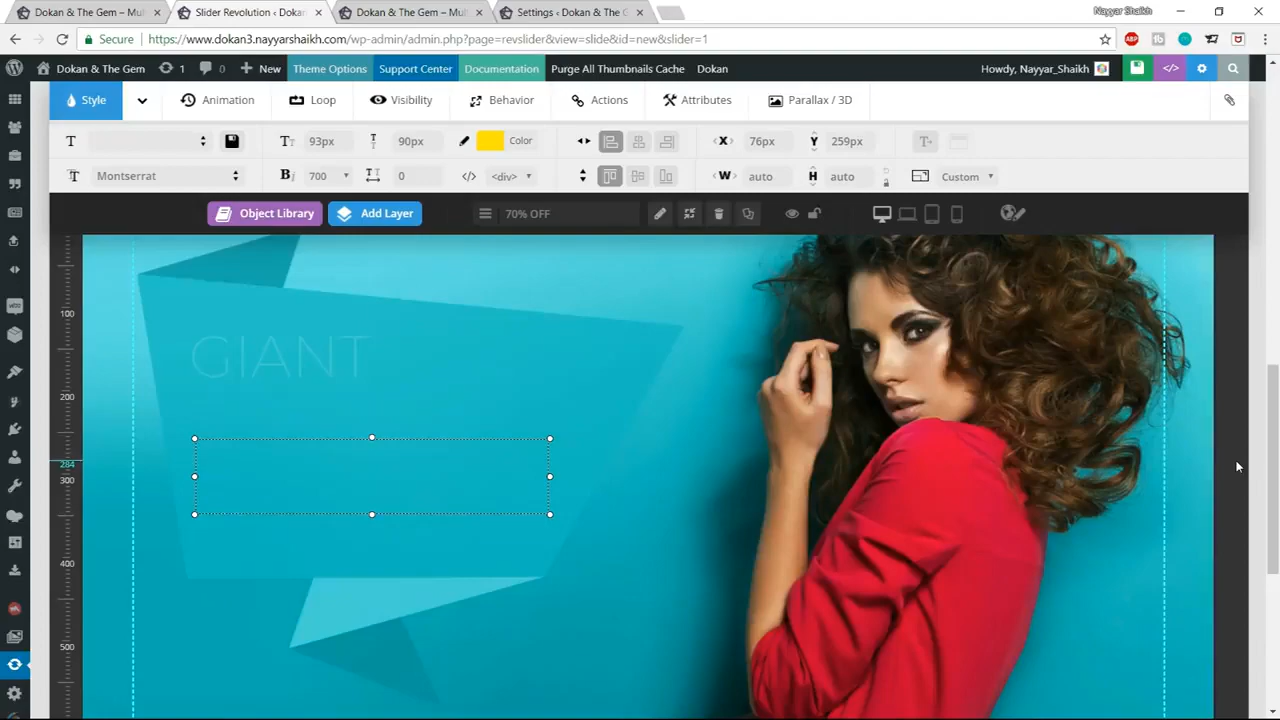 Dokan & The Gem – Mul
Slider Revolution ‹ Dokan
Dokan & The Gem – Mult
Settings ‹ Dokan & The G
Nayyar Shaikh
Secure
https://www.dokan3.nayyarshaikh.com/wp-admin/admin.php?page=revslider&view=slide&id=new&slider=1
ABP
Dokan & The Gem
1
0
New
Theme Options
Support Center
Documentation
Purge All Thumbnails Cache
Dokan
Howdy, Nayyar_Shaikh
Style
Animation
Loop
Visibility
Behavior
Actions
Attributes
Parallax / 3D
93px
90px
Color
76px
259px
Montserrat
700
0
<div>
auto
auto
Custom
Object Library
Add Layer
70% OFF
100
200
284
300
400
500
GIANT